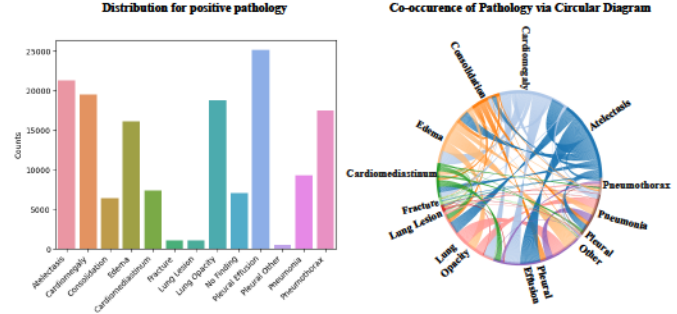 Distribution for positive pathology
25000
20000
15000
10000
5000
0
Counts
Atelectasis
Cardiomegaly
Consolidation
Edema
Cardiomediastinum
Fracture
Lung Lesion
Lung Opacity
No Finding
Pleural Effusion
Pleural Other
Pneumonia
Pneumothorax
Co-occurence of Pathology via Circular Diagram
Cardiomegaly
Consolidation
Atelectasis
Edema
Cardiomediastinum
Pneumothorax
Fracture
Lung Lesion
Pneumonia
Lung
Opacity
Pleural
Other
Pleural
Effusion